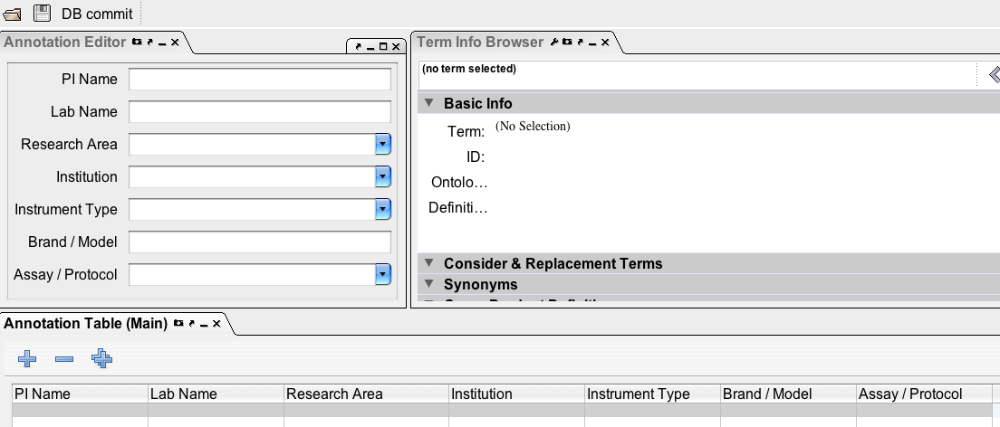 DB commit
Annotation Editor
PI Name
Lab Name
Research Area
Institution
Instrument Type
Brand / Model
Assay / Protocol
Term Info Browser
(no term selected)
Basic Info
Term: (No Selection)
ID:
Ontolo…
Definiti…
Consider & Replacement Terms
Synonyms
Annotation Table (Main)
PI Name Lab Name Research Area Institution Instrument Type Brand / Model Assay / Protocol